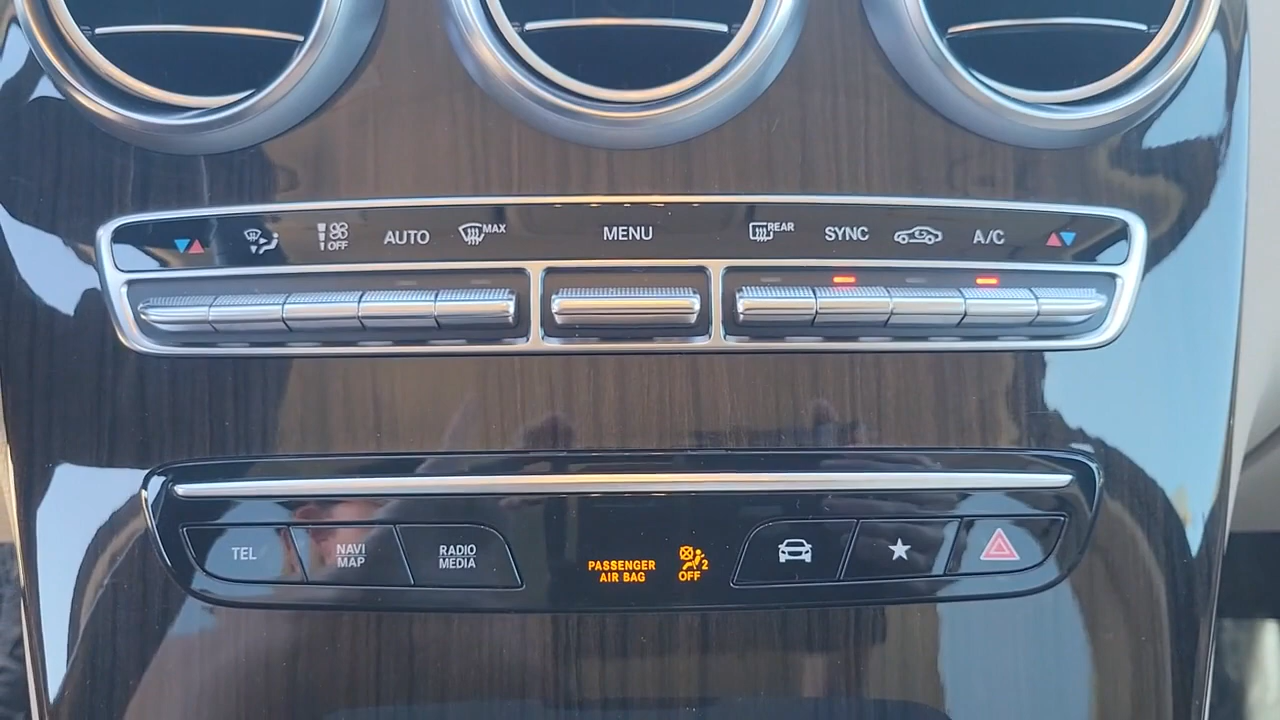 OFF
AUTO
MAX
MENU
REAR
SYNC
A/C
TEL
NAVI
MAP
RADIO
MEDIA
PASSENGER
AIR BAG
2
OFF